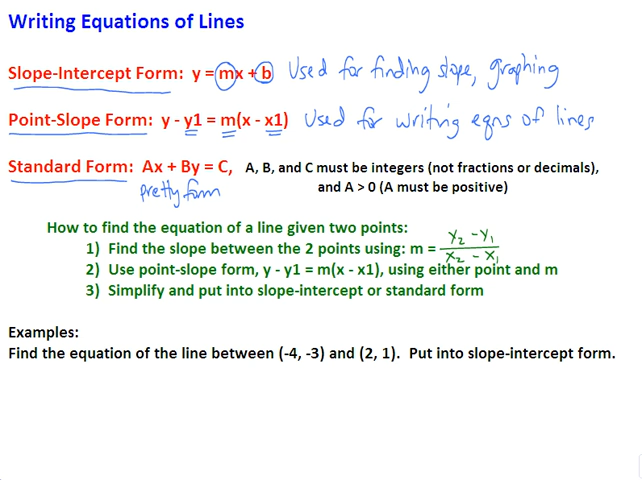 Writing Equations of Lines
Slope-Intercept Form: y = mx + b Used for finding slope, graphing
Point-Slope Form: y - y1 = m(x - x1) Used for writing eqns of lines
Standard Form: Ax + By = C, A, B, and C must be integers (not fractions or decimals),
pretty form and A > 0 (A must be positive)
How to find the equation of a line given two points:
1) Find the slope between the 2 points using: m = y₂ - y₁ / x₂ - x₁
2) Use point-slope form, y - y1 = m(x - x1), using either point and m
3) Simplify and put into slope-intercept or standard form
Examples:
Find the equation of the line between (-4, -3) and (2, 1). Put into slope-intercept form.